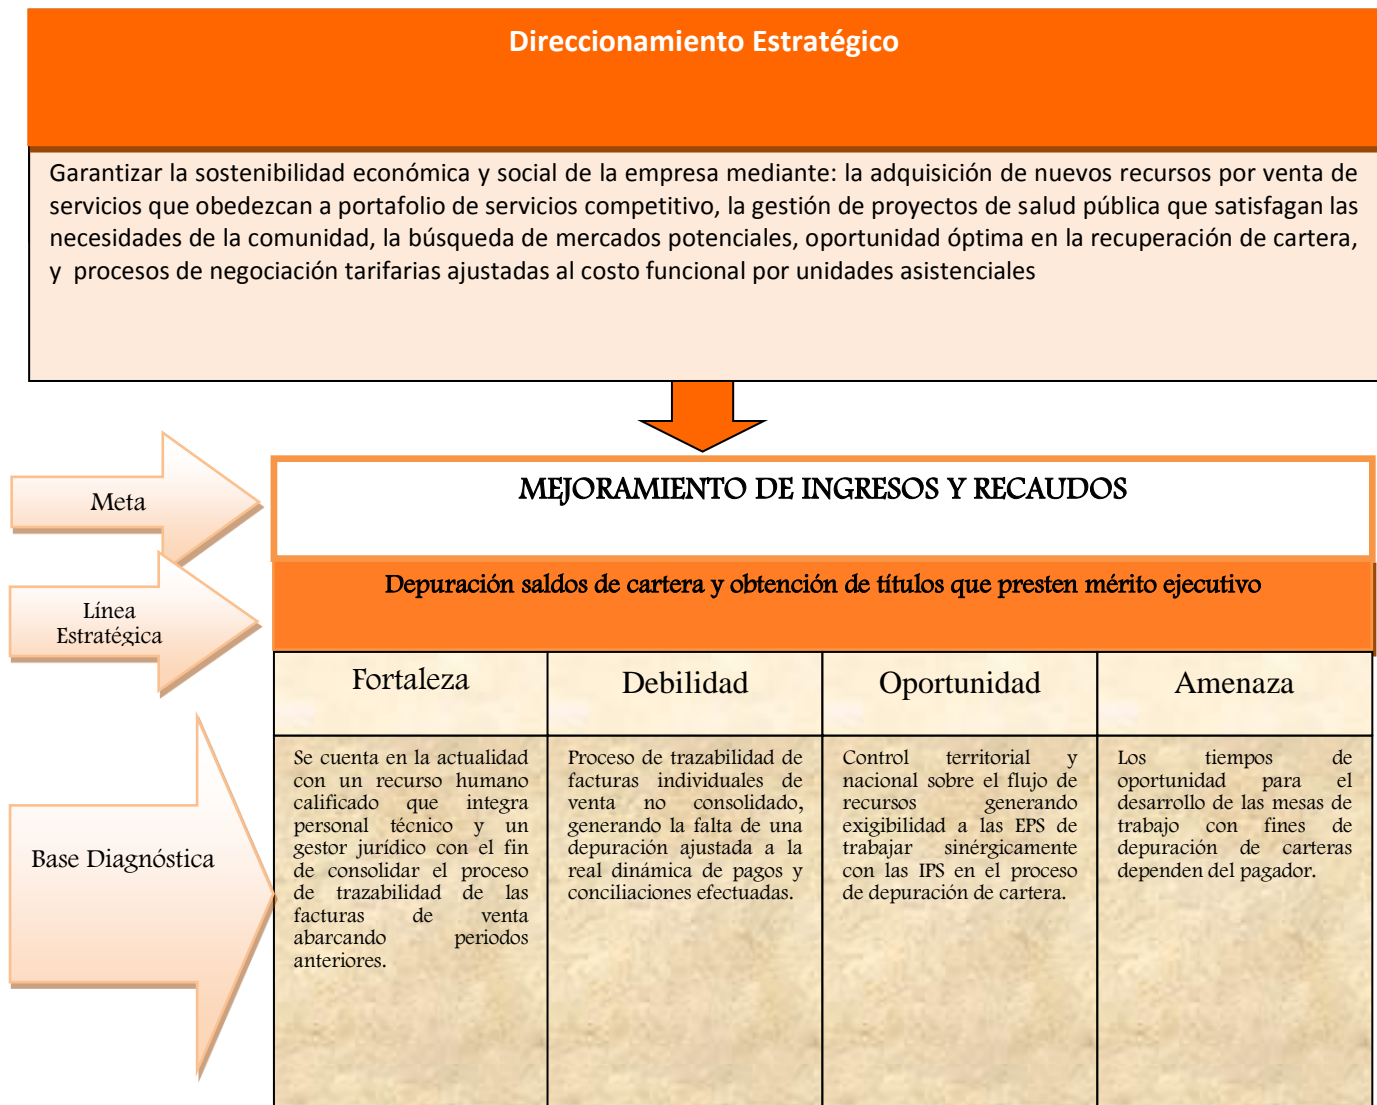 Direccionamiento Estratégico
Garantizar la sostenibilidad económica y social de la empresa mediante: la adquisición de nuevos recursos por venta de
servicios que obedezcan a portafolio de servicios competitivo, la gestión de proyectos de salud pública que satisfagan las
necesidades de la comunidad, la búsqueda de mercados potenciales, oportunidad óptima en la recuperación de cartera,
y procesos de negociación tarifarias ajustadas al costo funcional por unidades asistenciales
Meta
MEJORAMIENTO DE INGRESOS Y RECAUDOS
Línea
Estratégica
Depuración saldos de cartera y obtención de títulos que presten mérito ejecutivo
Base Diagnóstica
Fortaleza
Se cuenta en la actualidad
con un recurso humano
calificado que integra
personal técnico y un
gestor jurídico con el fin
de consolidar el proceso
de trazabilidad de las
facturas de venta
abarcando periodos
anteriores.
Debilidad
Proceso de trazabilidad de
facturas individuales de
venta no consolidado,
generando la falta de una
depuración ajustada a la
real dinámica de pagos y
conciliaciones efectuadas.
Oportunidad
Control territorial y
nacional sobre el flujo de
recursos generando
exigibilidad a las EPS de
trabajar sinérgicamente
con las IPS en el proceso
de depuración de cartera.
Amenaza
Los tiempos de
oportunidad para el
desarrollo de las mesas de
trabajo con fines de
depuración de carteras
dependen del pagador.